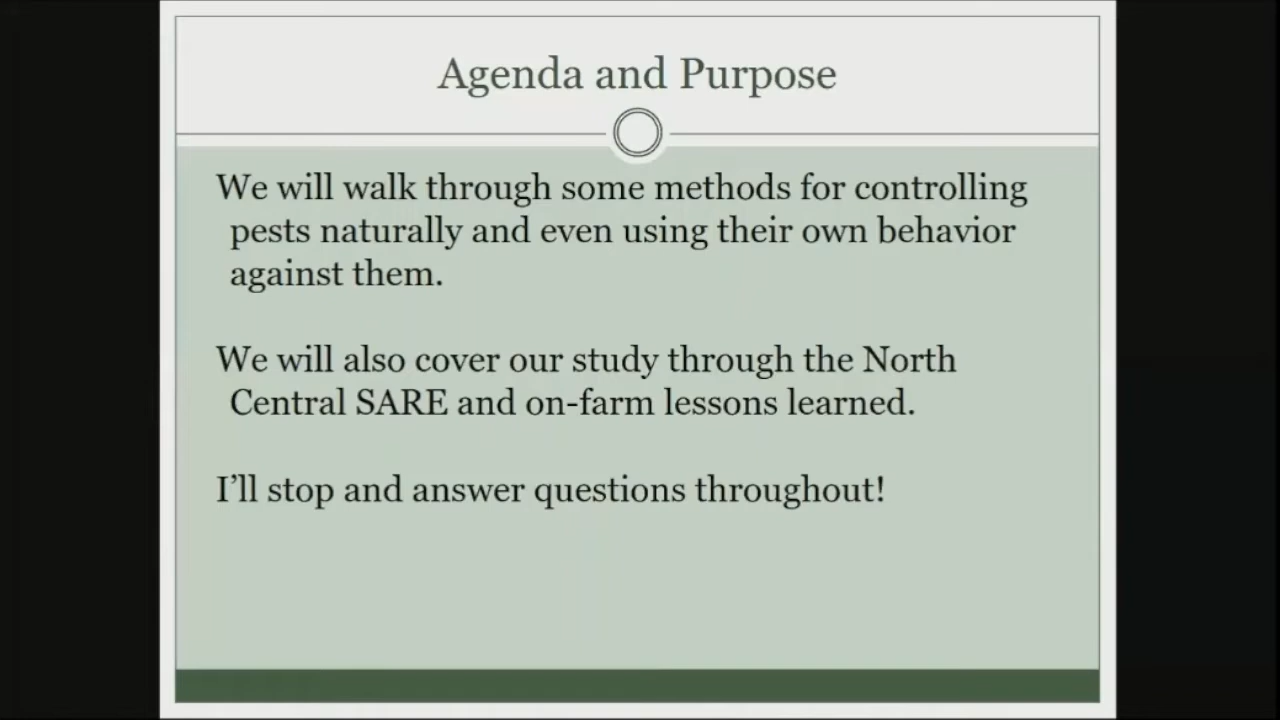 Agenda and Purpose
We will walk through some methods for controlling
pests naturally and even using their own behavior
against them.
We will also cover our study through the North
Central SARE and on-farm lessons learned.
I’ll stop and answer questions throughout!